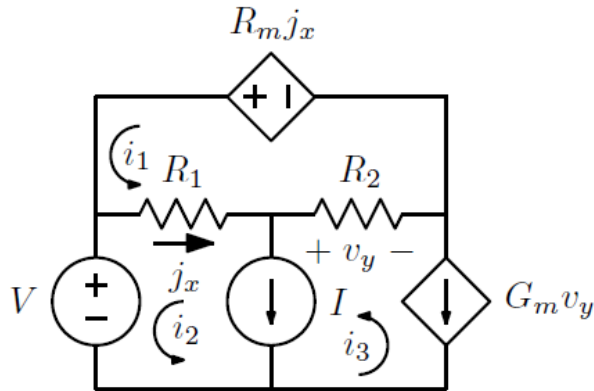 R_m j_x
+ −
i_1
R_1 R_2
+ v_y −
j_x
V + − I G_m v_y
i_2 i_3